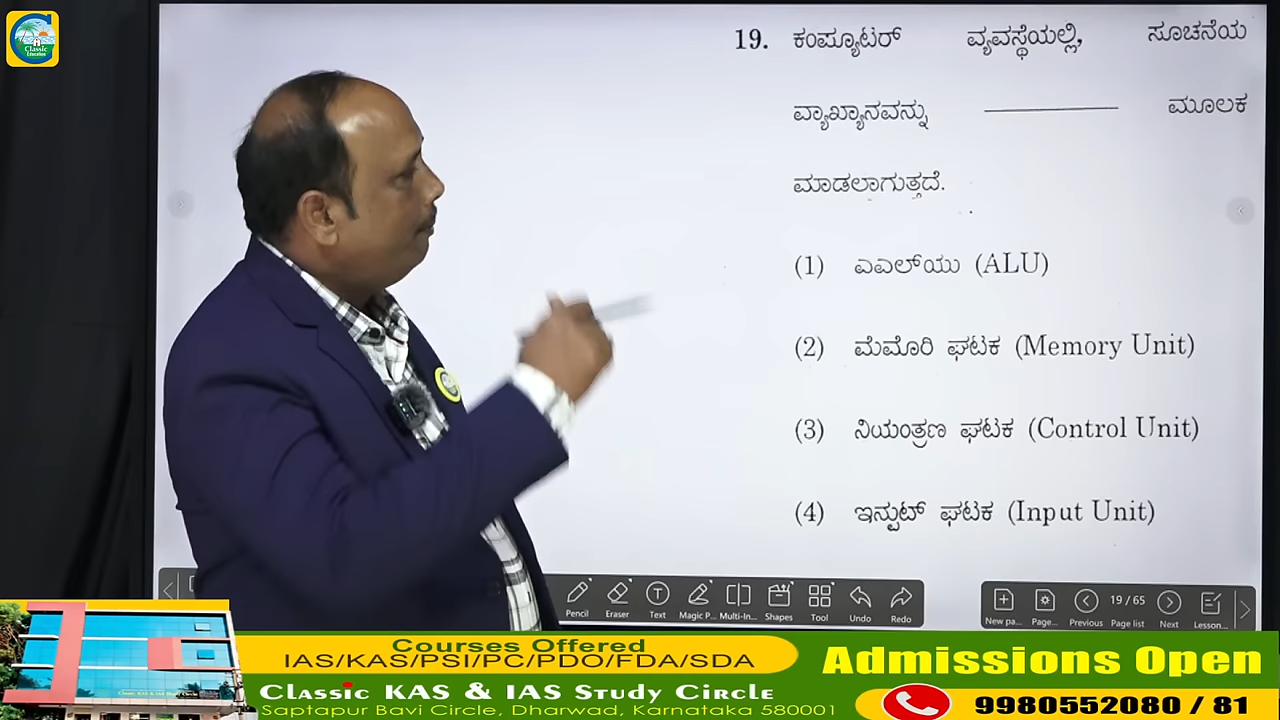 Classic
Education
19. ಕಂಪ್ಯೂಟರ್ ವ್ಯವಸ್ಥೆಯಲ್ಲಿ, ಸೂಚನೆಯ
ವ್ಯಾಖ್ಯಾನವನ್ನು ———— ಮೂಲಕ
ಮಾಡಲಾಗುತ್ತದೆ.
(1) ಎಎಲ್‌ಯು (ALU)
(2) ಮೆಮೊರಿ ಘಟಕ (Memory Unit)
(3) ನಿಯಂತ್ರಣ ಘಟಕ (Control Unit)
(4) ಇನ್ಪುಟ್ ಘಟಕ (Input Unit)
Pencil Eraser Text Magic P... Multi-In... Shapes Tool Undo Redo
19 / 65
New pa... Page... Previous Page list Next Lesson...
Courses Offered
IAS/KAS/PSI/PC/PDO/FDA/SDA
Classic KAS & IAS Study Circle
Saptapur Bavi Circle, Dharwad, Karnataka 580001
Admissions Open
9980552080 / 81